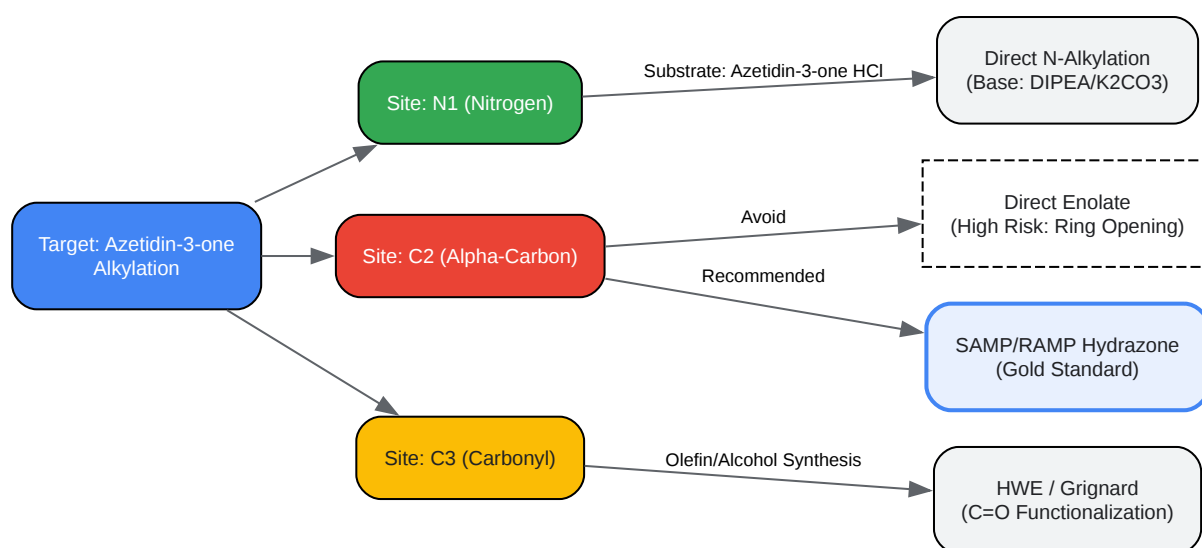 Target: Azetidin-3-one
Alkylation
Site: N1 (Nitrogen)
Substrate: Azetidin-3-one HCl
Direct N-Alkylation
(Base: DIPEA/K2CO3)
Site: C2 (Alpha-Carbon)
Avoid
Direct Enolate
(High Risk: Ring Opening)
Recommended
SAMP/RAMP Hydrazone
(Gold Standard)
Site: C3 (Carbonyl)
Olefin/Alcohol Synthesis
HWE / Grignard
(C=O Functionalization)